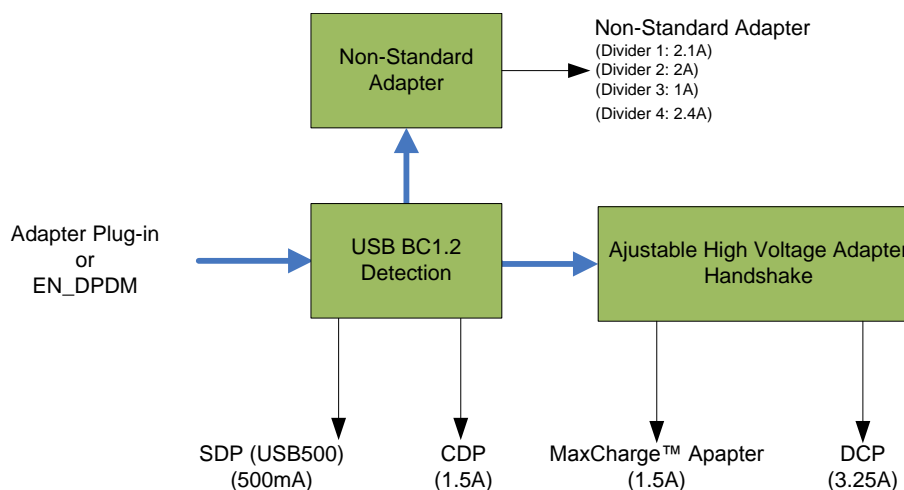 Non-Standard
Adapter
Non-Standard Adapter
(Divider 1: 2.1A)
(Divider 2: 2A)
(Divider 3: 1A)
(Divider 4: 2.4A)
Adapter Plug-in
or
EN_DPDM
USB BC1.2
Detection
Ajustable High Voltage Adapter
Handshake
SDP (USB500)
(500mA)
CDP
(1.5A)
MaxCharge™ Apapter
(1.5A)
DCP
(3.25A)